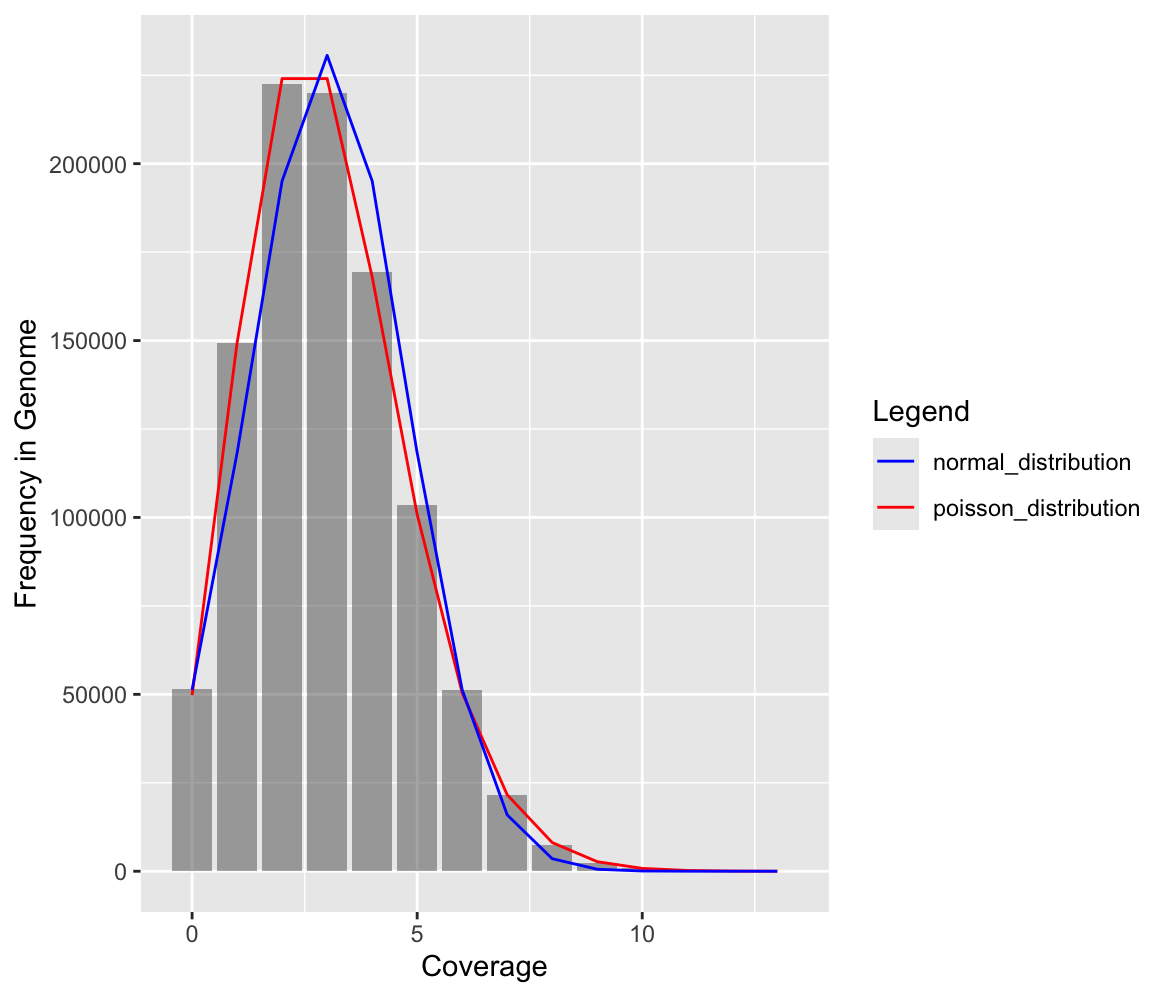 Frequency in Genome
200000
150000
100000
50000
0
0
5
10
Coverage
Legend
normal_distribution
poisson_distribution